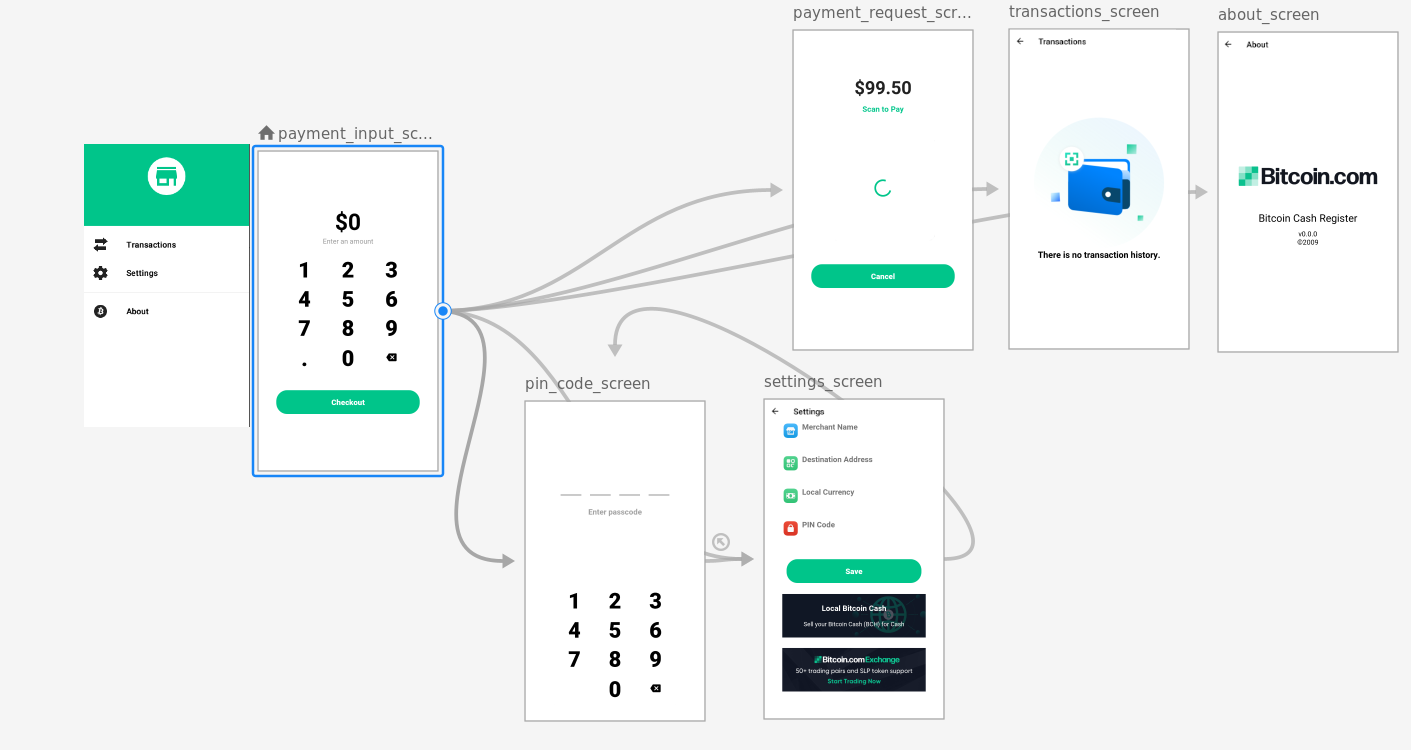 payment_request_scr...
transactions_screen
about_screen
payment_input_sc...
Transactions
Settings
About
$0
Enter an amount
1 2 3
4 5 6
7 8 9
. 0
Checkout
$99.50
Scan to Pay
Cancel
Transactions
There is no transaction history.
About
Bitcoin.com
Bitcoin Cash Register
v0.0.0
©2009
pin_code_screen
Enter passcode
1 2 3
4 5 6
7 8 9
0
settings_screen
Settings
Merchant Name
Destination Address
Local Currency
PIN Code
Save
Local Bitcoin Cash
Sell your Bitcoin Cash (BCH) for Cash
Bitcoin.com Exchange
50+ trading pairs and SLP token support
Start Trading Now